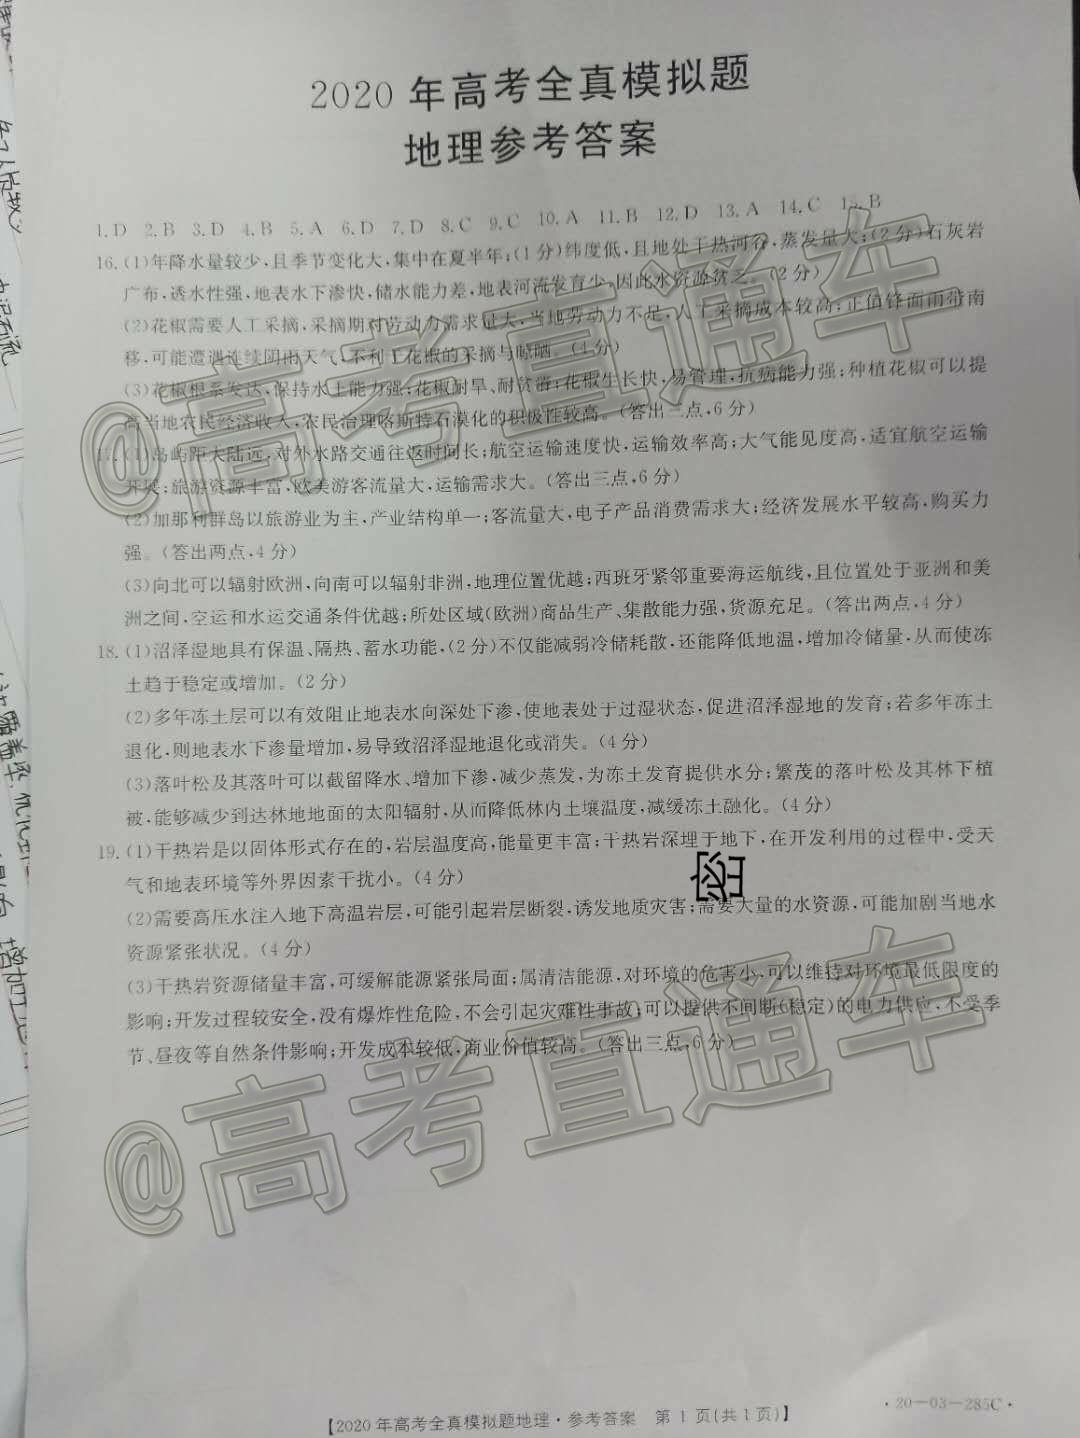 2020年高考全真模拟题
地理参考答案
1.D 2.B 3.D 4.B 5.A 6.D 7.D 8.C 9.C 10.A 11.B 12.D 13.A 14.C 15.B
16.(1)年降水量较少,且季节变化大,集中在夏半年;(1分)纬度低,且地处干热河谷,蒸发量大;(2分)石灰岩
广布,透水性强,地表水下渗快,储水能力差,地表河流发育少,因此水资源贫乏。(2分)
(2)花椒需要人工采摘,采摘期对劳动力需求量大,当地劳动力不足,人工采摘成本较高;正值锋面雨带南
移,可能遭遇连续阴雨天气,不利于花椒的采摘与晾晒。(4分)
(3)花椒根系发达,保持水土能力强;花椒耐旱、耐贫瘠;花椒生长快,易管理,抗病能力强;种植花椒可以提
高当地农民经济收入,农民治理喀斯特石漠化的积极性较高。(答出三点,6分)
17.(1)岛屿距大陆远,对外水路交通往返时间长;航空运输速度快,运输效率高;大气能见度高,适宜航空运输
开展;旅游资源丰富,欧美游客流量大,运输需求大。(答出三点,6分)
(2)加那利群岛以旅游业为主,产业结构单一;客流量大,电子产品消费需求大;经济发展水平较高,购买力
强。(答出两点,4分)
(3)向北可以辐射欧洲,向南可以辐射非洲,地理位置优越;西班牙紧邻重要海运航线,且位置处于亚洲和美
洲之间,空运和水运交通条件优越;所处区域(欧洲)商品生产、集散能力强,货源充足。(答出两点,4分)
18.(1)沼泽湿地具有保温、隔热、蓄水功能,(2分)不仅能减弱冷储耗散,还能降低地温,增加冷储量,从而使冻
土趋于稳定或增加。(2分)
(2)多年冻土层可以有效阻止地表水向深处下渗,使地表处于过湿状态,促进沼泽湿地的发育;若多年冻土
退化,则地表水下渗量增加,易导致沼泽湿地退化或消失。(4分)
(3)落叶松及其落叶可以截留降水、增加下渗,减少蒸发,为冻土发育提供水分;繁茂的落叶松及其林下植
被,能够减少到达林地地面的太阳辐射,从而降低林内土壤温度,减缓冻土融化。(4分)
19.(1)干热岩是以固体形式存在的,岩层温度高,能量更丰富;干热岩深埋于地下,在开发利用的过程中,受天
气和地表环境等外界因素干扰小。(4分)
密
(2)需要高压水注入地下高温岩层,可能引起岩层断裂,诱发地质灾害;需要大量的水资源,可能加剧当地水
资源紧张状况。(4分)
(3)干热岩资源储量丰富,可缓解能源紧张局面;属清洁能源,对环境的危害小,可以维持对环境最低限度的
影响;开发过程较安全,没有爆炸性危险,不会引起灾难性事故;可以提供不间断(稳定)的电力供应,不受季
节、昼夜等自然条件影响;开发成本较低,商业价值较高。(答出三点,6分)
@高考直通车
@高考直通车
【2020年高考全真模拟题地理·参考答案 第1页(共1页)】
·20-03-285C·